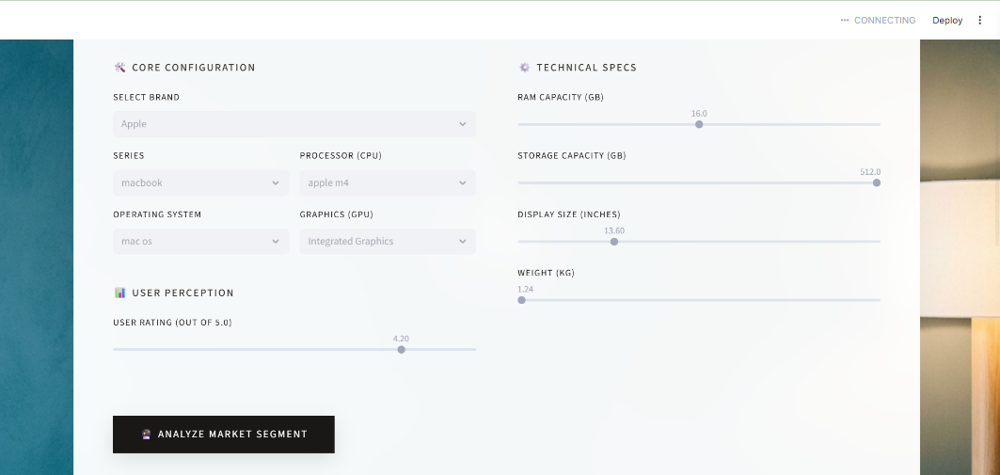 CONNECTING Deploy
CORE CONFIGURATION
SELECT BRAND
Apple
SERIES PROCESSOR (CPU)
macbook apple m4
OPERATING SYSTEM GRAPHICS (GPU)
mac os Integrated Graphics
USER PERCEPTION
USER RATING (OUT OF 5.0)
4.20
ANALYZE MARKET SEGMENT
TECHNICAL SPECS
RAM CAPACITY (GB)
16.0
STORAGE CAPACITY (GB)
512.0
DISPLAY SIZE (INCHES)
13.60
WEIGHT (KG)
1.24